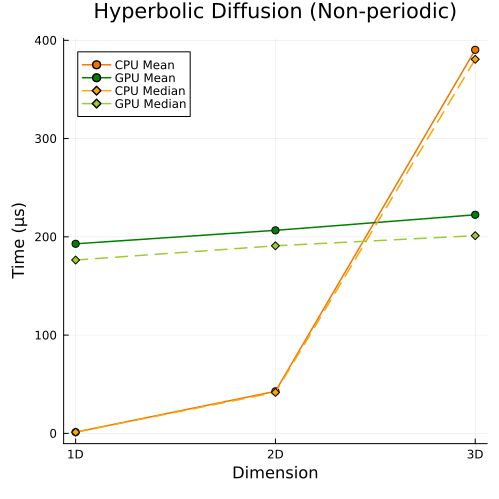 Hyperbolic Diffusion (Non-periodic)
CPU Mean
GPU Mean
CPU Median
GPU Median
Time (μs)
400
300
200
100
0
1D
2D
3D
Dimension